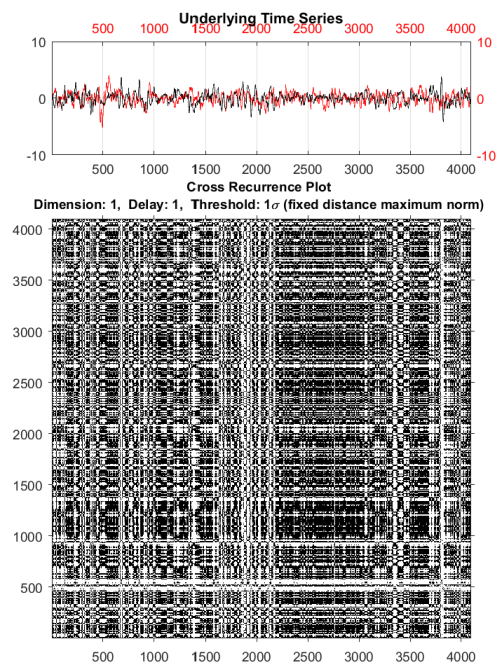 Underlying Time Series
500 1000 1500 2000 2500 3000 3500 4000
10 10
0 0
-10 -10
500 1000 1500 2000 2500 3000 3500 4000
Cross Recurrence Plot
Dimension: 1, Delay: 1, Threshold: 1σ (fixed distance maximum norm)
4000
3500
3000
2500
2000
1500
1000
500
500 1000 1500 2000 2500 3000 3500 4000